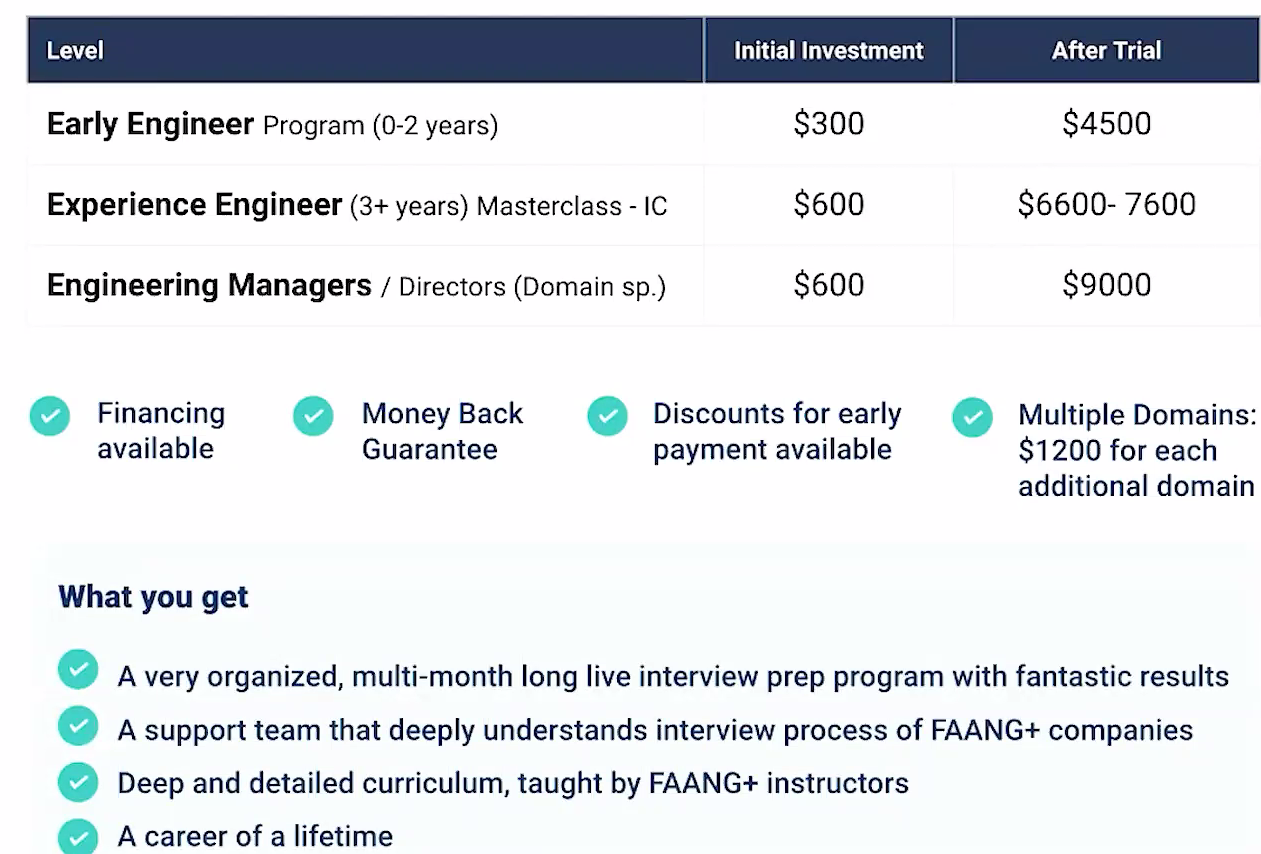 Level Initial Investment After Trial
Early Engineer Program (0-2 years) $300 $4500
Experience Engineer (3+ years) Masterclass - IC $600 $6600- 7600
Engineering Managers / Directors (Domain sp.) $600 $9000
Financing available
Money Back Guarantee
Discounts for early payment available
Multiple Domains: $1200 for each additional domain
What you get
A very organized, multi-month long live interview prep program with fantastic results
A support team that deeply understands interview process of FAANG+ companies
Deep and detailed curriculum, taught by FAANG+ instructors
A career of a lifetime